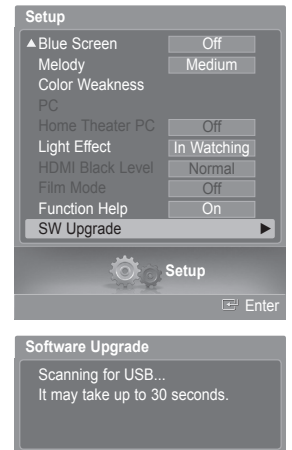 Setup
▲Blue Screen Off
Melody Medium
Color Weakness
PC
Home Theater PC Off
Light Effect In Watching
HDMI Black Level Normal
Film Mode Off
Function Help On
SW Upgrade ►
Setup
Enter
Software Upgrade
Scanning for USB...
It may take up to 30 seconds.